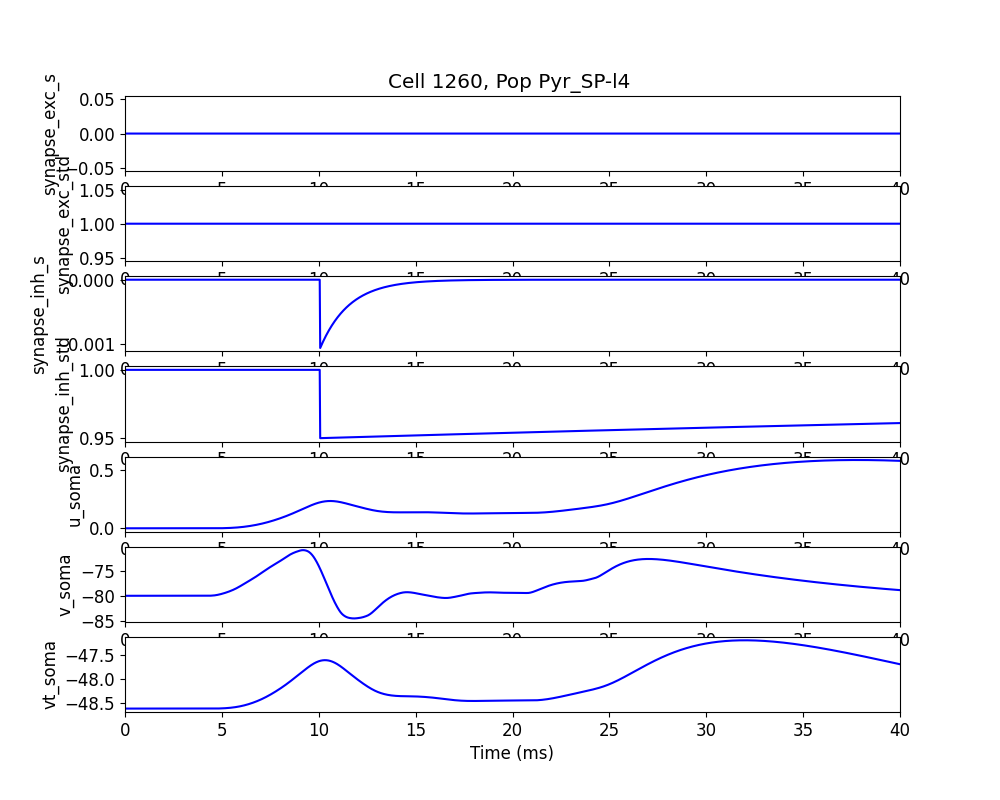 Cell 1260, Pop Pyr_SP-l4
synapse_exc_s
0.05
0.00
−0.05
synapse_exc_std
1.05
1.00
0.95
synapse_inh_s
0.000
synapse_inh_std
1.00
0.95
u_soma
0.5
0.0
v_soma
−75
−80
−85
vt_soma
−47.5
−48.0
−48.5
0 5 10 15 20 25 30 35 40
Time (ms)